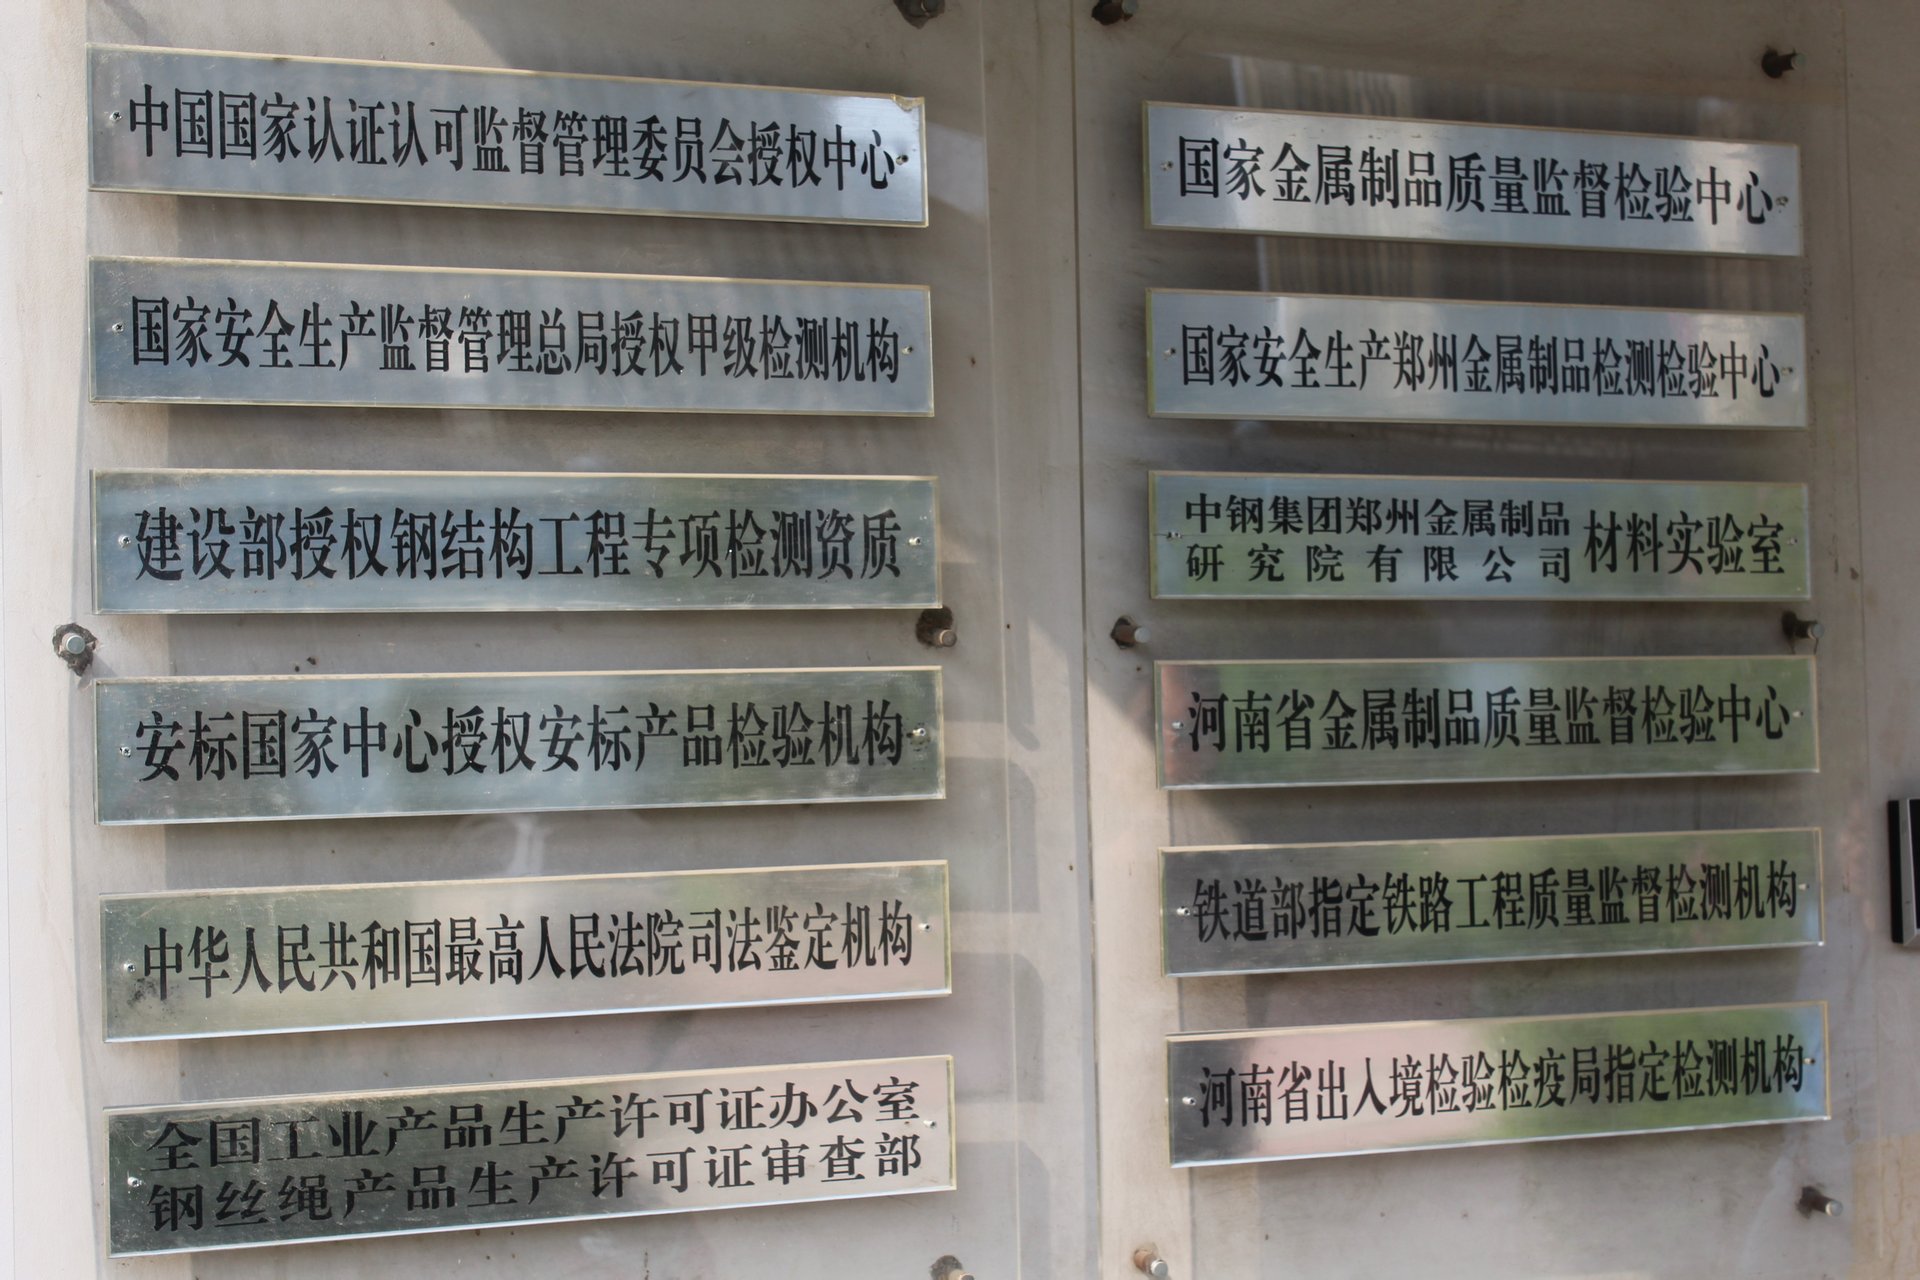 中国国家认证认可监督管理委员会授权中心
国家安全生产监督管理总局授权甲级检测机构
建设部授权钢结构工程专项检测资质
安标国家中心授权安标产品检验机构
中华人民共和国最高人民法院司法鉴定机构
全国工业产品生产许可证办公室
钢丝绳产品生产许可证审查部
国家金属制品质量监督检验中心
国家安全生产郑州金属制品检测检验中心
中钢集团郑州金属制品
研究院有限公司
材料实验室
河南省金属制品质量监督检验中心
铁道部指定铁路工程质量监督检测机构
河南省出入境检验检疫局指定检测机构